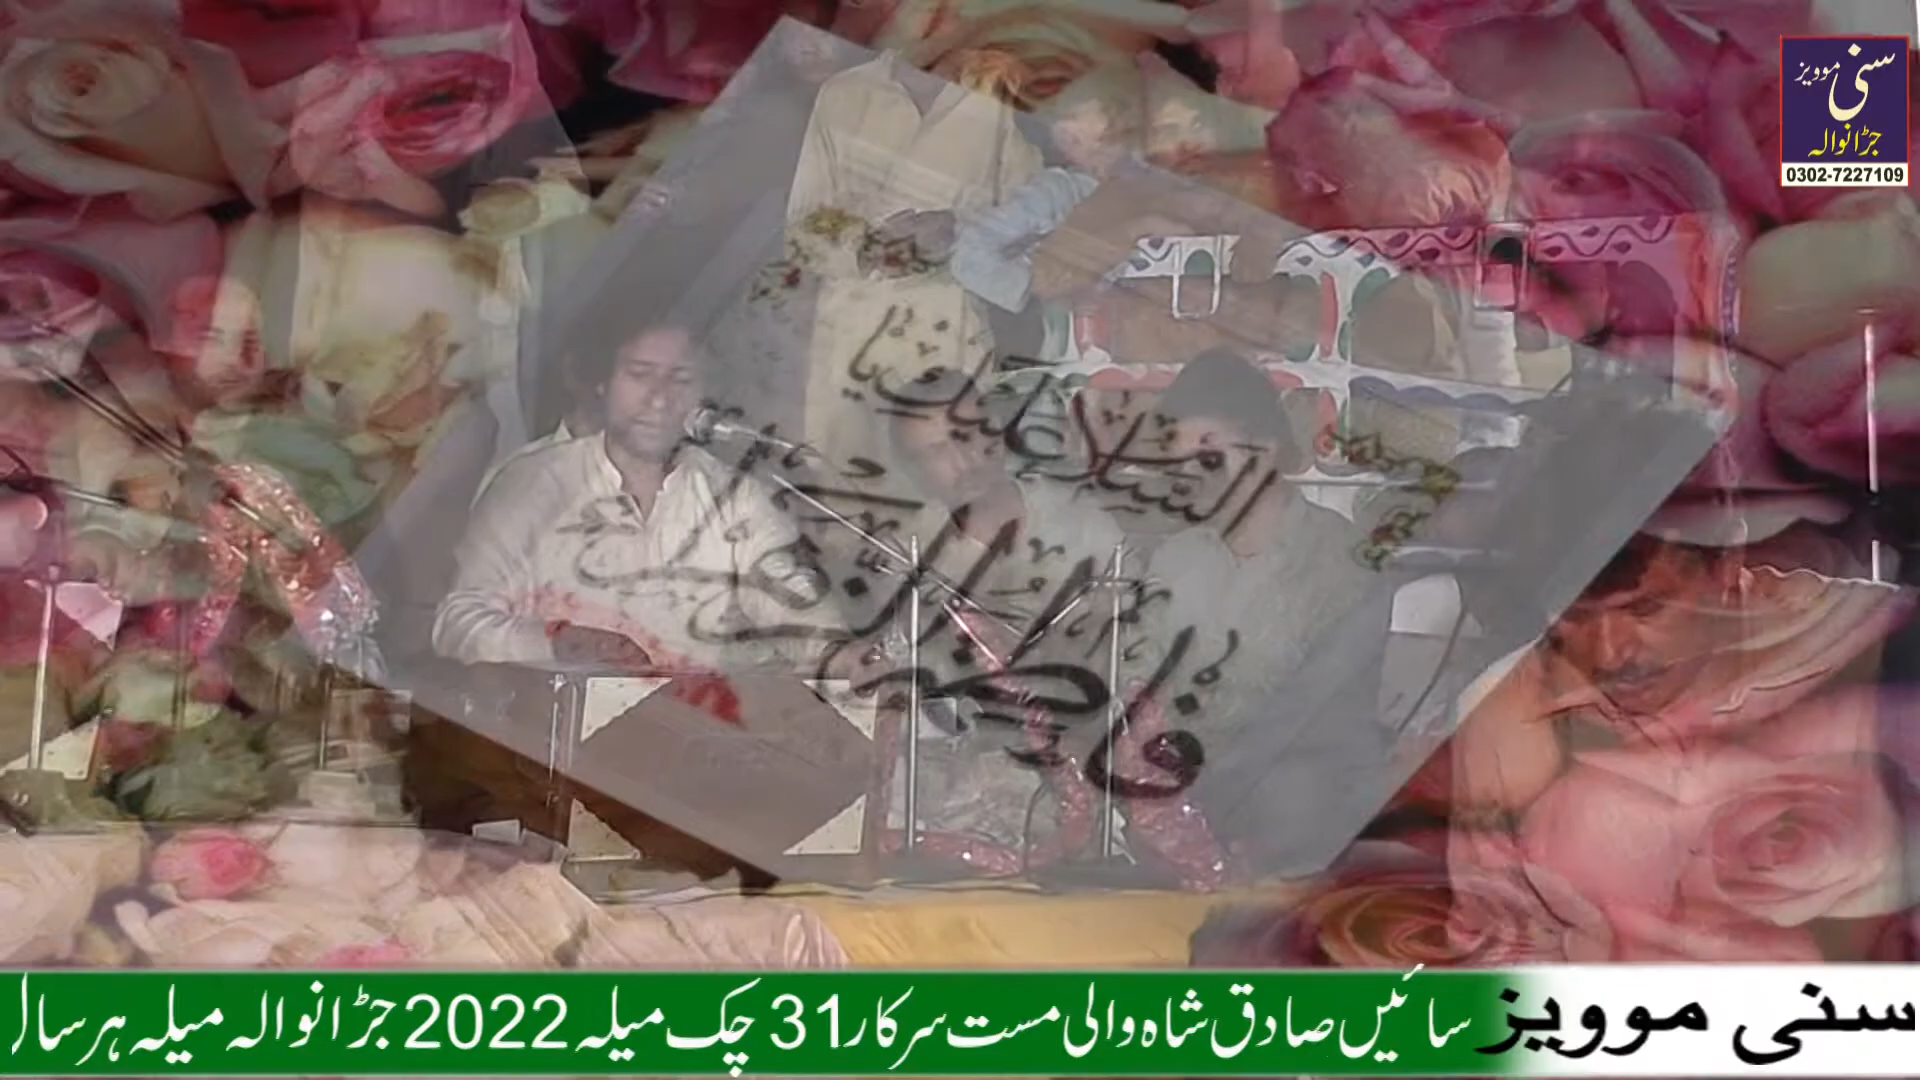 سنی
موویز
جڑانوالہ
0302-7227109
السلام علیک یا
فاطمۃ الزھراء
سنی موویز
سائیں صادق شاہ والی مست سرکار 31 چک میلہ 2022 جڑانوالہ میلہ ہر سال